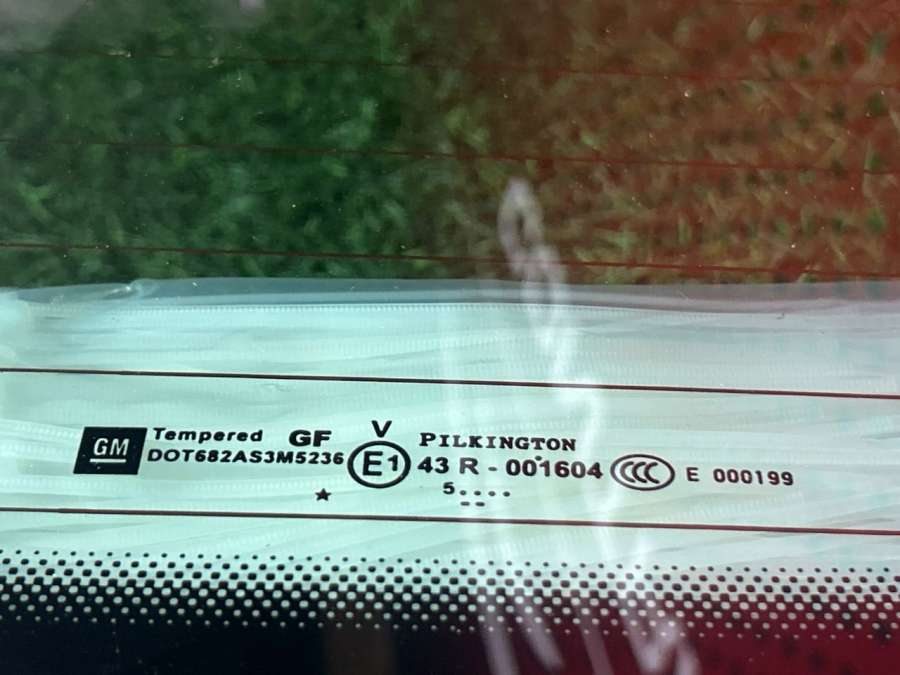 GM
Tempered GF
DOT682AS3M5236
V
E1
PILKINGTON
43 R - 001604
CCC E 000199
5....